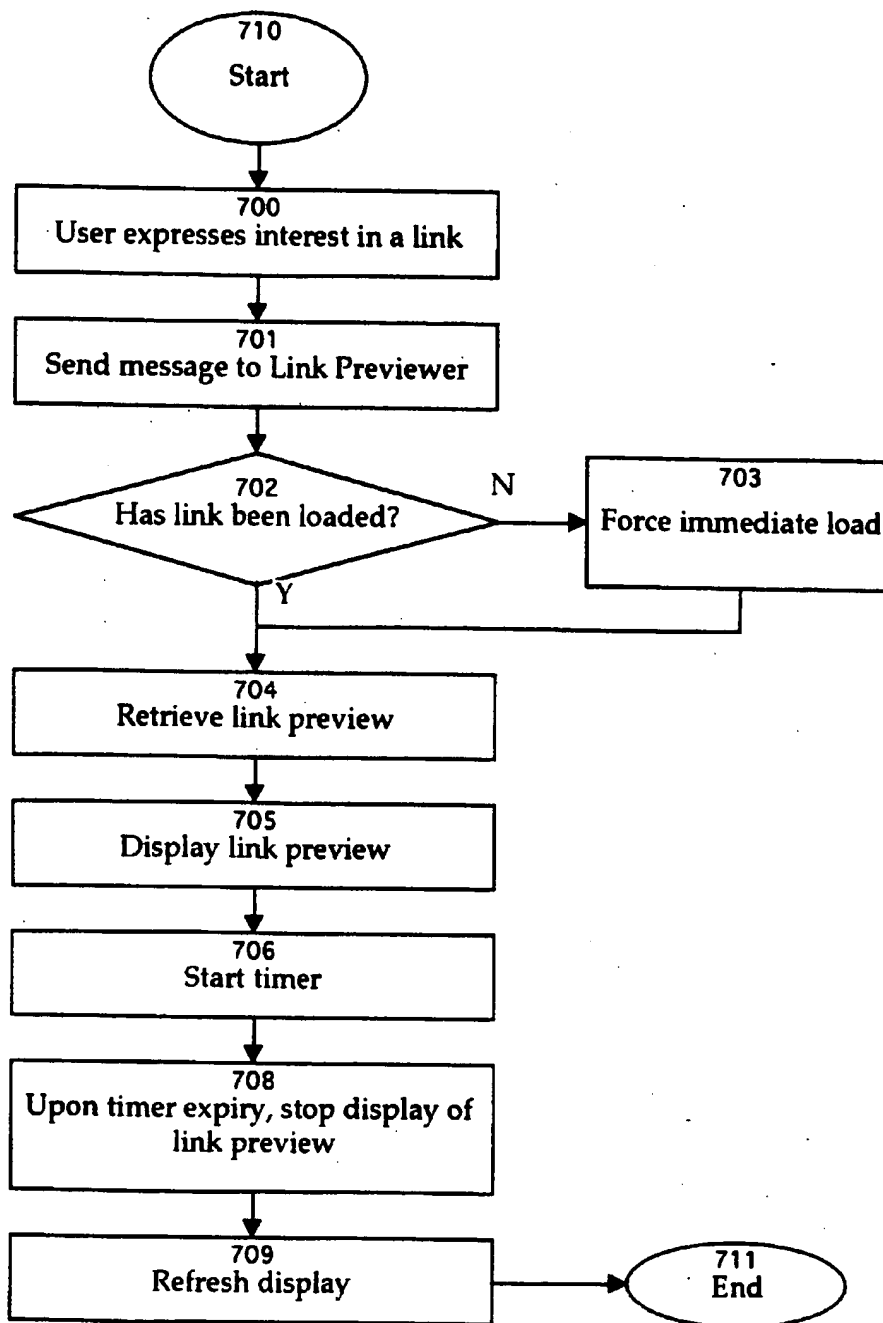 710
Start
700
User expresses interest in a link
701
Send message to Link Previewer
702
Has link been loaded?
N
703
Force immediate load
Y
704
Retrieve link preview
705
Display link preview
706
Start timer
708
Upon timer expiry, stop display of
link preview
709
Refresh display
711
End